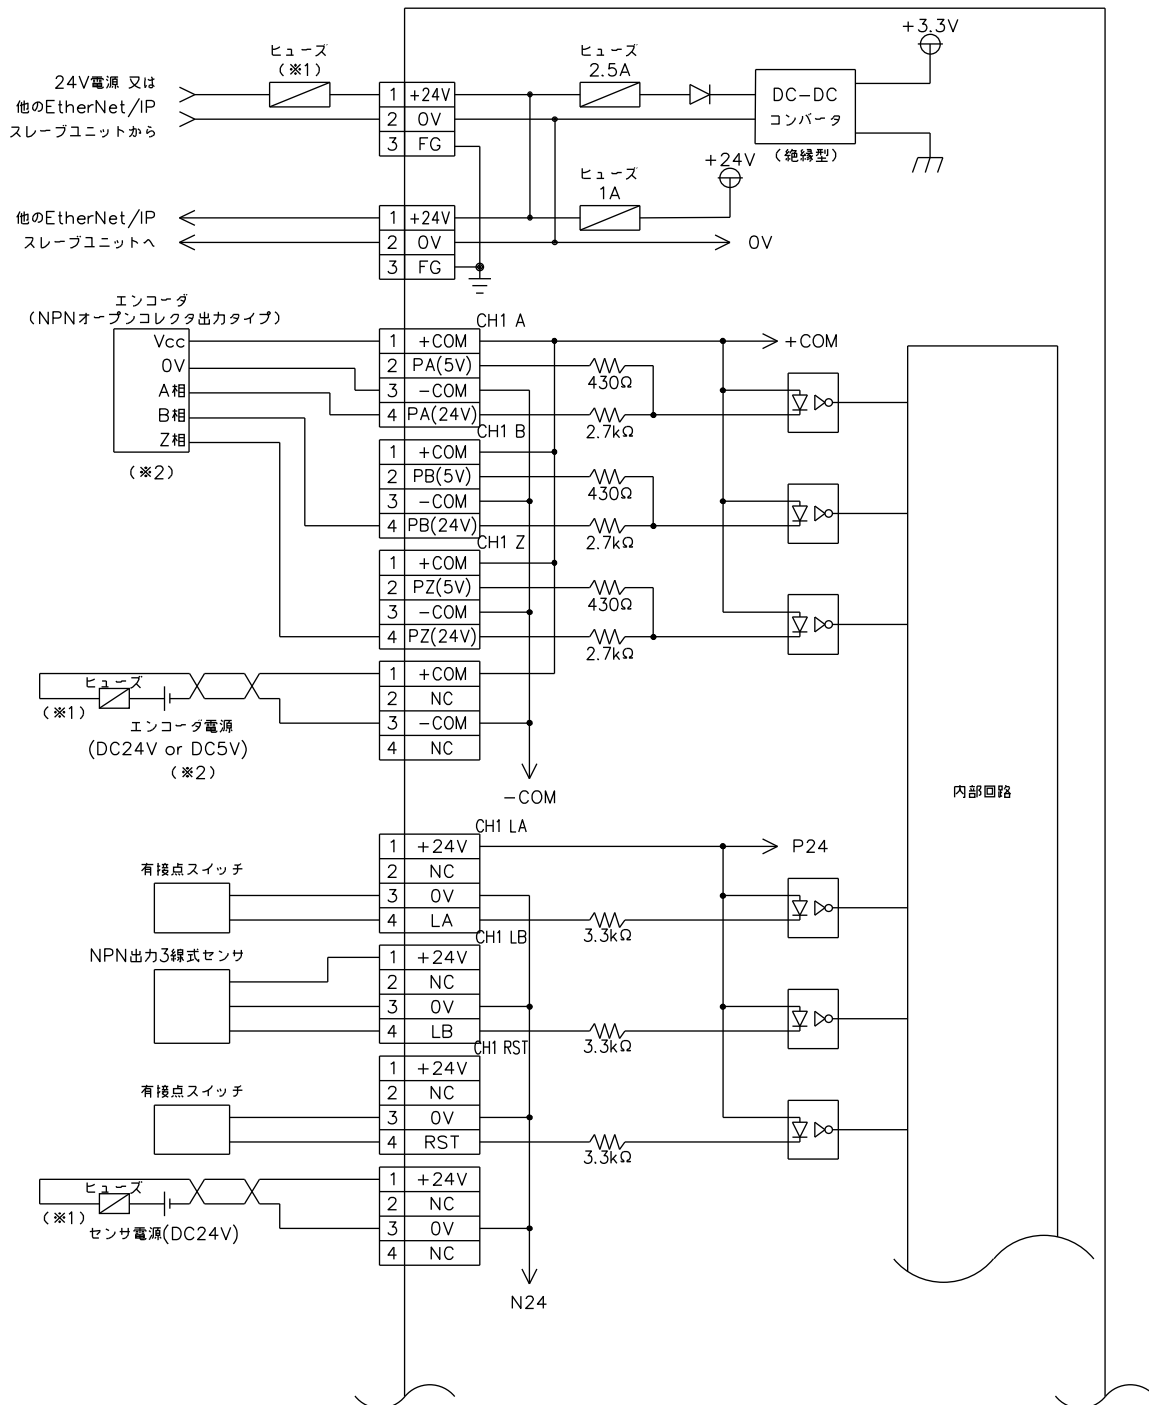 +3.3V
ヒューズ
(※1)
ヒューズ
2.5A
24V電源 又は
他のEtherNet/IP
スレーブユニットから
1 +24V
2 0V
3 FG
DC-DC
コンバータ
(絶縁型)
+24V
ヒューズ
1A
他のEtherNet/IP
スレーブユニットへ
1 +24V
2 0V
3 FG
0V
エンコーダ
(NPNオープンコレクタ出力タイプ)
Vcc
0V
A相
B相
Z相
(※2)
CH1 A
1 +COM
2 PA(5V)
3 -COM
4 PA(24V)
+COM
430Ω
2.7kΩ
CH1 B
1 +COM
2 PB(5V)
3 -COM
4 PB(24V)
430Ω
2.7kΩ
CH1 Z
1 +COM
2 PZ(5V)
3 -COM
4 PZ(24V)
430Ω
2.7kΩ
1 +COM
2 NC
3 -COM
4 NC
ヒューズ
(※1)
エンコーダ電源
(DC24V or DC5V)
(※2)
-COM
内部回路
CH1 LA
1 +24V
2 NC
3 0V
4 LA
P24
有接点スイッチ
3.3kΩ
CH1 LB
NPN出力3線式センサ
1 +24V
2 NC
3 0V
4 LB
3.3kΩ
CH1 RST
1 +24V
2 NC
3 0V
4 RST
有接点スイッチ
3.3kΩ
1 +24V
2 NC
3 0V
4 NC
ヒューズ
(※1)
センサ電源(DC24V)
N24